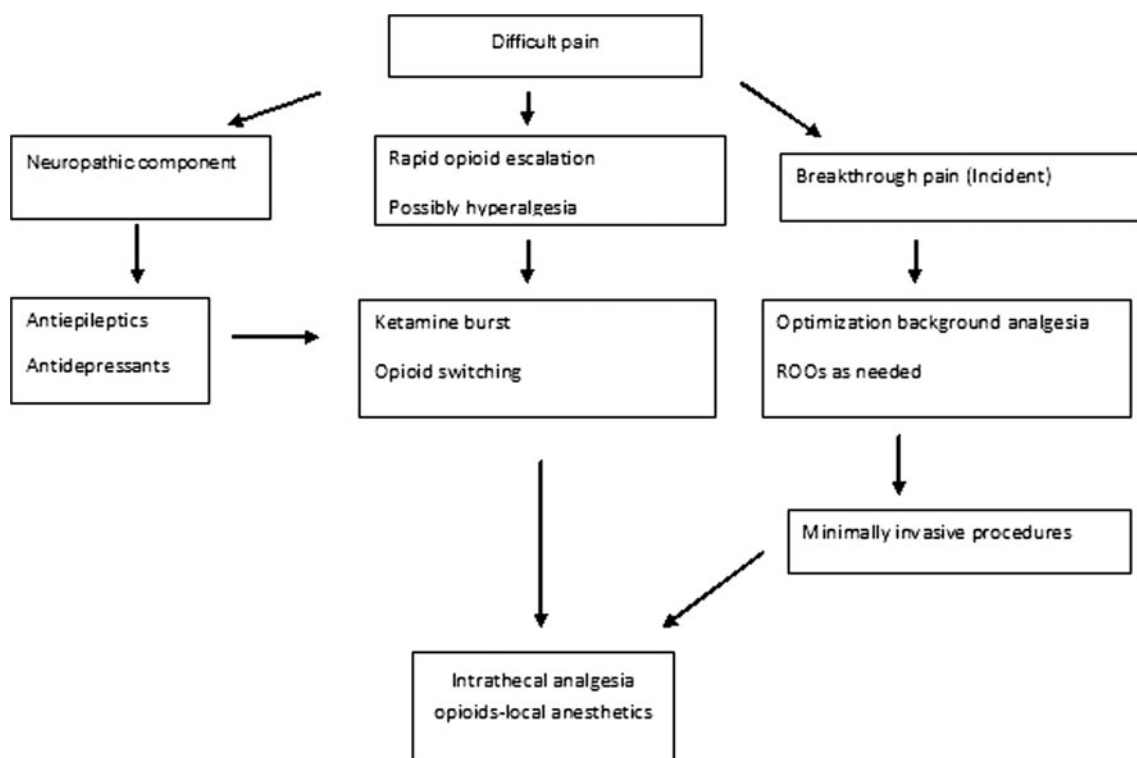 Difficult pain
Neuropathic component
Rapid opioid escalation
Possibly hyperalgesia
Breakthrough pain (Incident)
Antiepileptics
Antidepressants
Ketamine burst
Opioid switching
Optimization background analgesia
ROOs as needed
Minimally invasive procedures
Intrathecal analgesia
opioids-local anesthetics